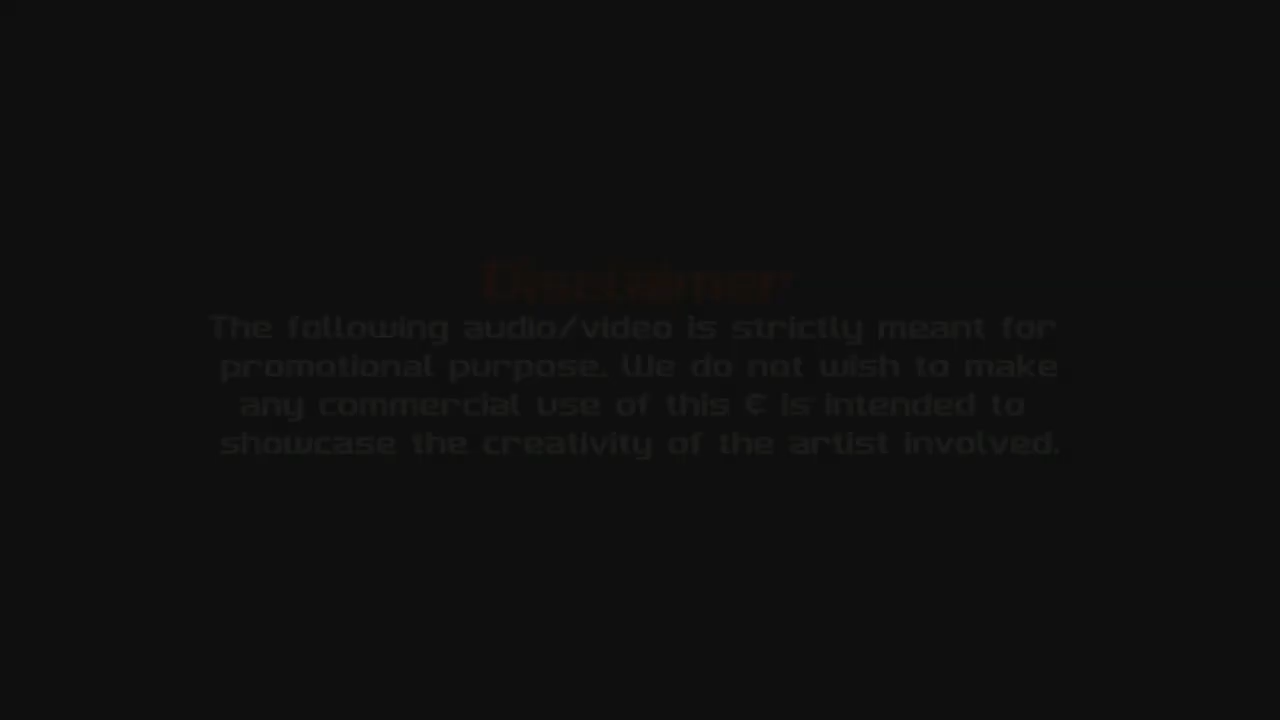 Disclaimer
The following audio/video is strictly meant for
promotional purpose. We do not wish to make
any commercial use of this & is intended to
showcase the creativity of the artist involved.